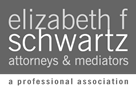 elizabeth f
schwartz
attorneys & mediators
a professional association